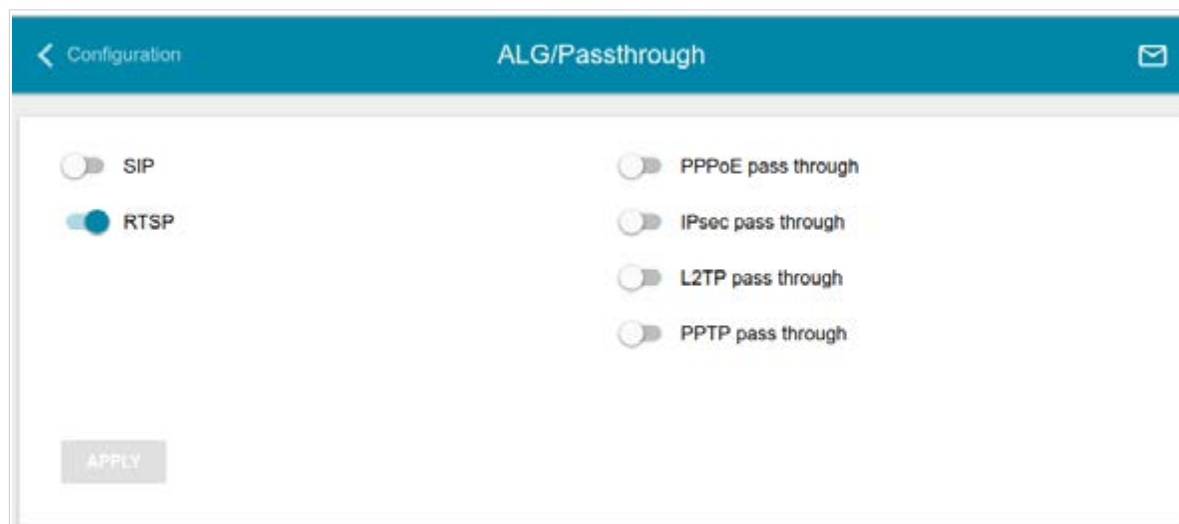 Configuration
ALG/Passthrough
SIP
PPPoE pass through
RTSP
IPsec pass through
L2TP pass through
PPTP pass through
APPLY